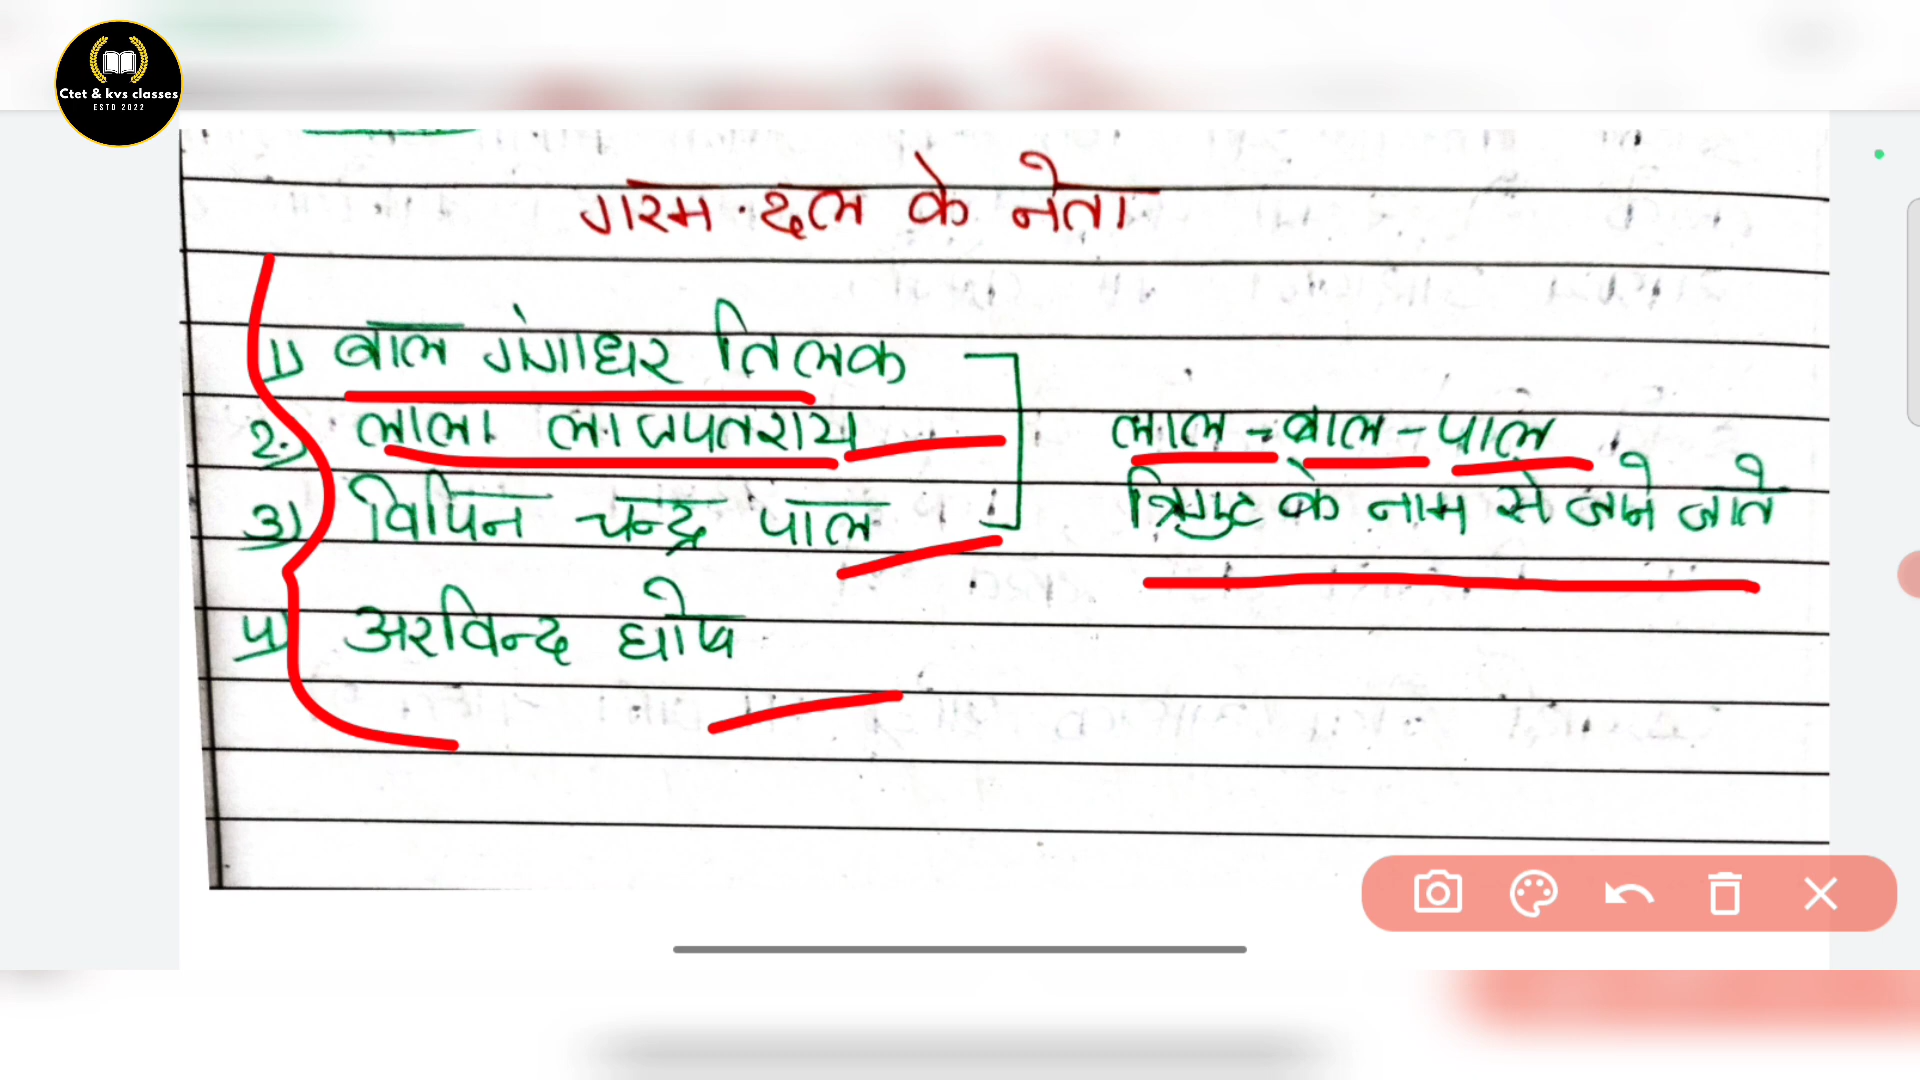 Ctet & kvs classes
ESTD 2022
गरम दल के नेता
1) बाल गंगाधर तिलक
2.) लाला लाजपतराय
लाल - बाल - पाल
3) विपिन चन्द्र पाल
त्रिगुट के नाम से जाने जाते
4) अरविन्द घोष